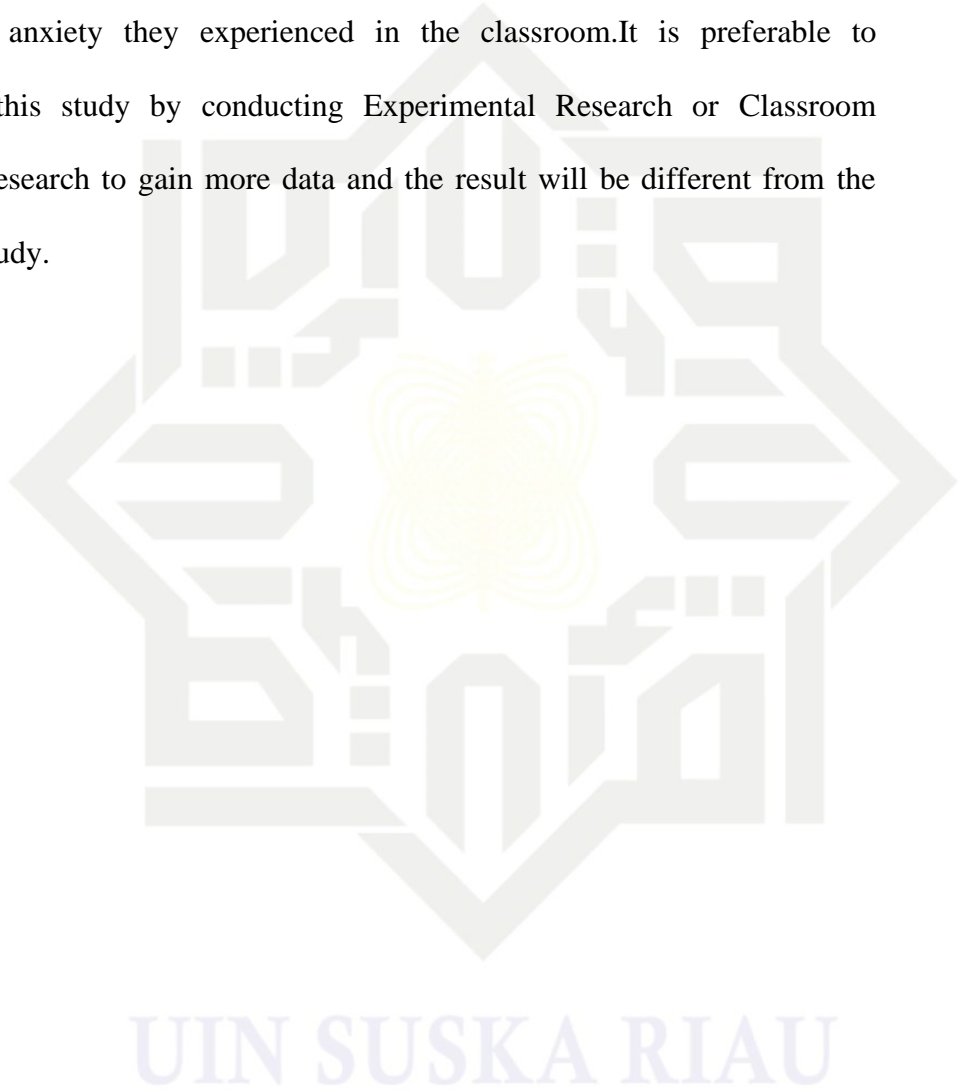 anxiety they experienced in the classroom.It is preferable to
this study by conducting Experimental Research or Classroom
esearch to gain more data and the result will be different from the
udy.
UIN SUSKA RIAU